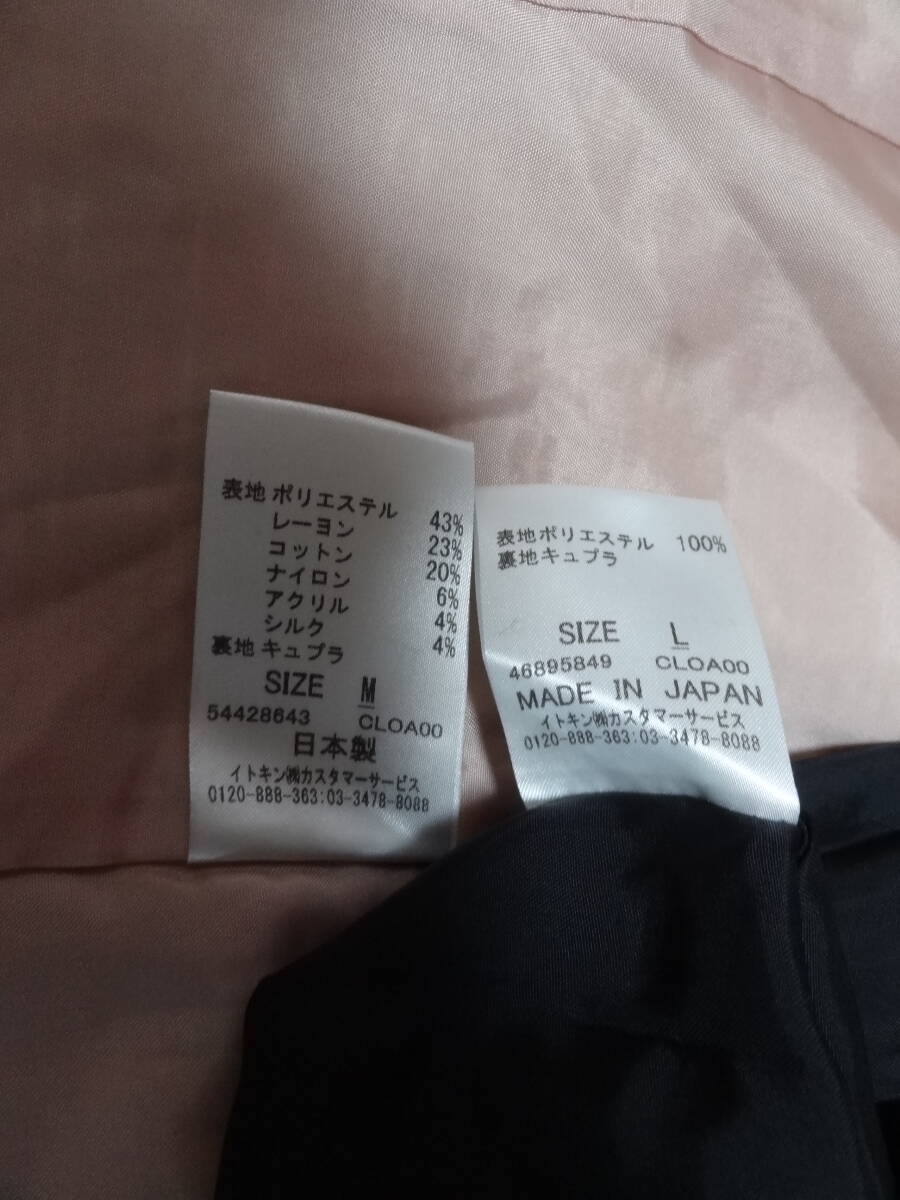 表地 ポリエステル 43%
レーヨン 23%
コットン 20%
ナイロン 6%
アクリル 4%
シルク 4%
裏地 キュプラ
SIZE M
54428643 CLOA00
日本製
イトキン㈱カスタマーサービス
0120-888-363:03-3478-8088
表地ポリエステル 100%
裏地キュプラ
SIZE L
46895849 CLOA00
MADE IN JAPAN
イトキン㈱カスタマーサービス
0120-888-363:03-3478-8088